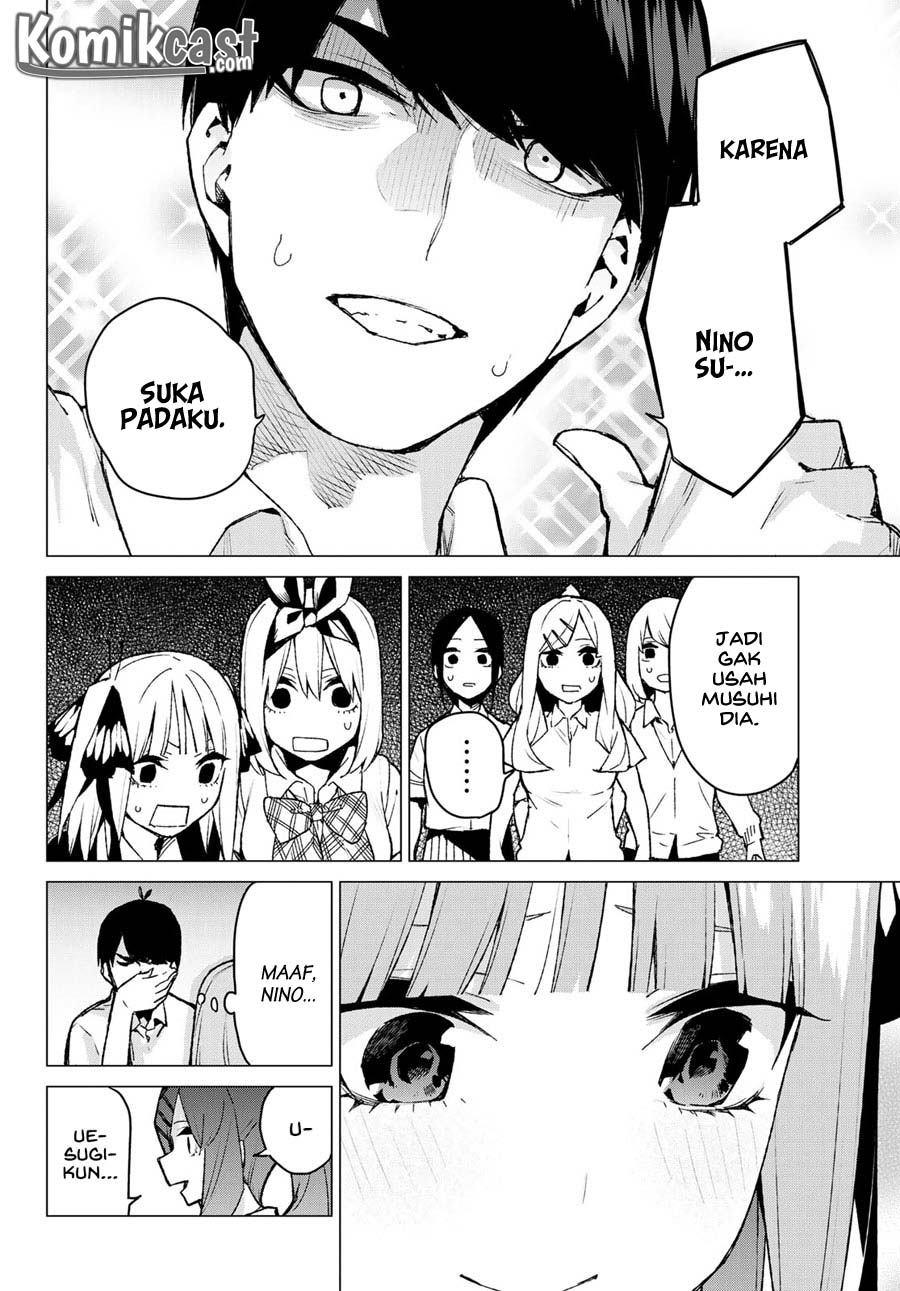 Komikcast
.com
KARENA
NINO
SU-...
SUKA
PADAKU.
JADI
GAK
USAH
MUSUHI
DIA.
......
MAAF,
NINO...
U-
UE-
SUGI-
KUN...